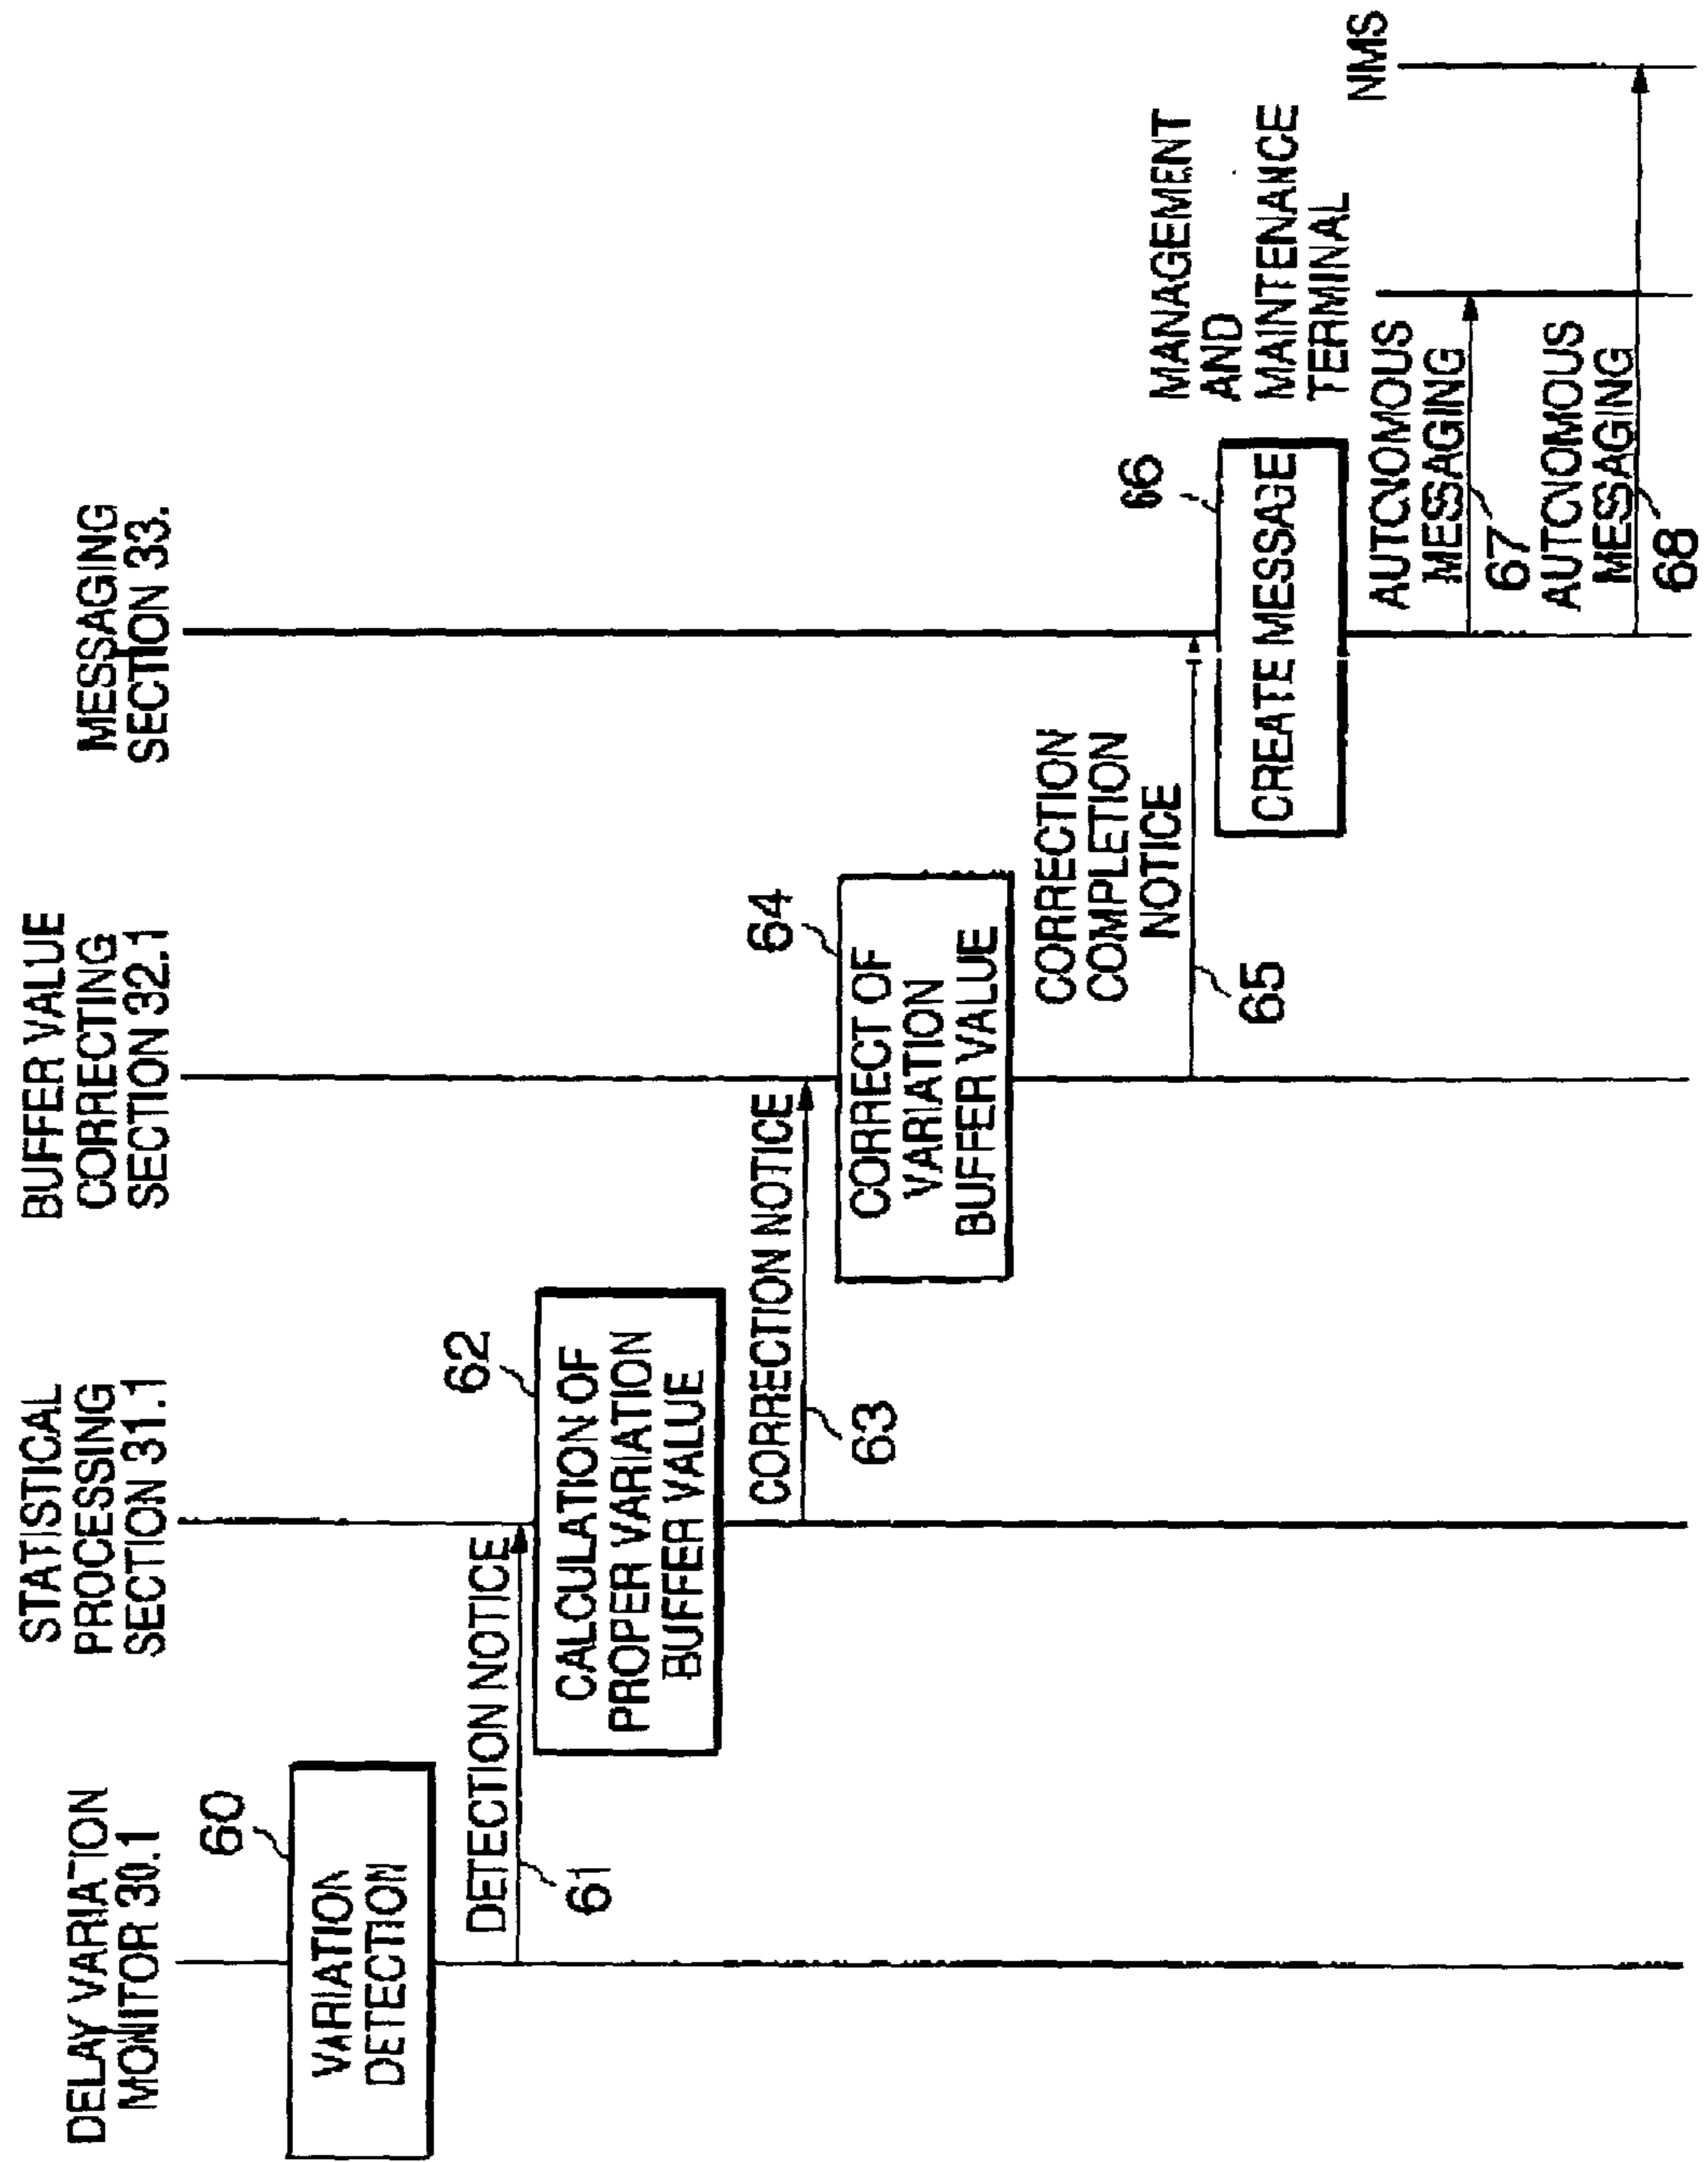 DELAY VARIATION
MONITOR 30.1
STATISTICAL
PROCESSING
SECTION 31.1
BUFFER VALUE
CORRECTING
SECTION 32.1
MESSAGING
SECTION 33.
60
VARIATION
DETECTION
DETECTION NOTICE
61
62
CALCULATION OF
PROPER VARIATION
BUFFER VALUE
CORRECTION NOTICE
63
64
CORRECT OF
VARIATION
BUFFER VALUE
CORRECTION
COMPLETION
NOTICE
65
66
CREATE MESSAGE
MANAGEMENT
AND
MAINTENANCE
TERMINAL
NMS
AUTONOMOUS
MESSAGING
67
AUTONOMOUS
MESSAGING
68